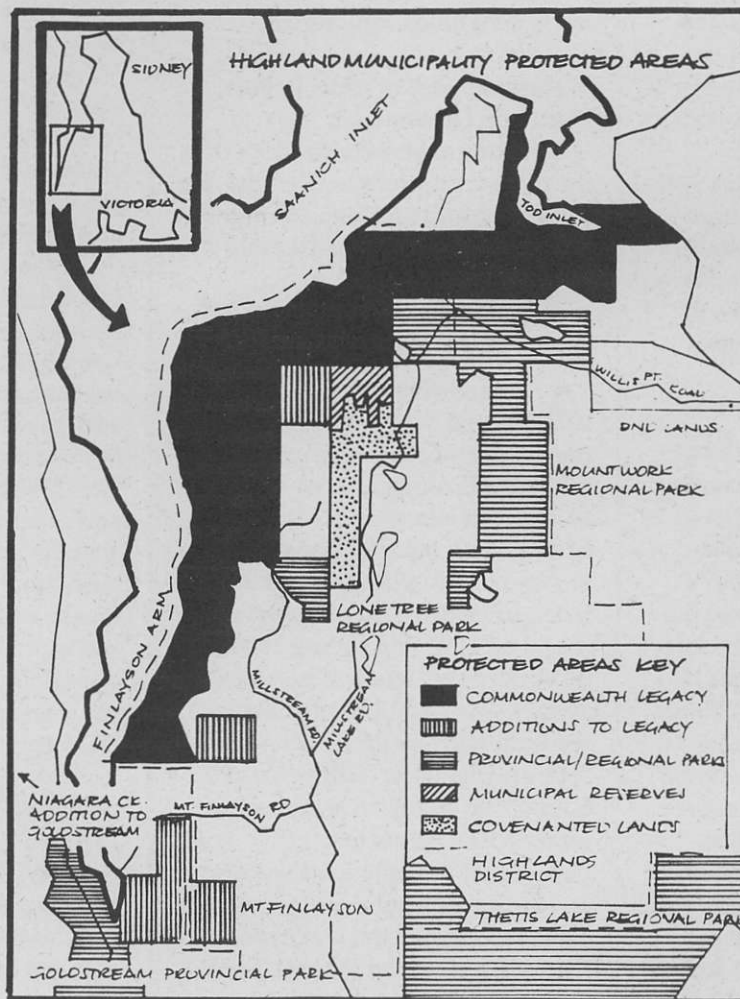 SIDNEY
VICTORIA
HIGHLAND MUNICIPALITY PROTECTED AREAS
SAANICH INLET
TOD INLET
WILLIS PT. ROAD
DNL LANDS
MOUNT WORK
REGIONAL PARK
LONE TREE
REGIONAL PARK
FINLAYSON ARM
MILLSTREAM RD
MILLSTREAM
LAKE RD.
NIAGARA CK.
ADDITION TO
GOLDSTREAM
MT. FINLAYSON RD
MT FINLAYSON
GOLDSTREAM PROVINCIAL PARK
PROTECTED AREAS KEY
COMMONWEALTH LEGACY
ADDITIONS TO LEGACY
PROVINCIAL/REGIONAL PARK
MUNICIPAL RESERVES
COVENANTED LANDS
HIGHLANDS
DISTRICT
THETIS LAKE REGIONAL PARK